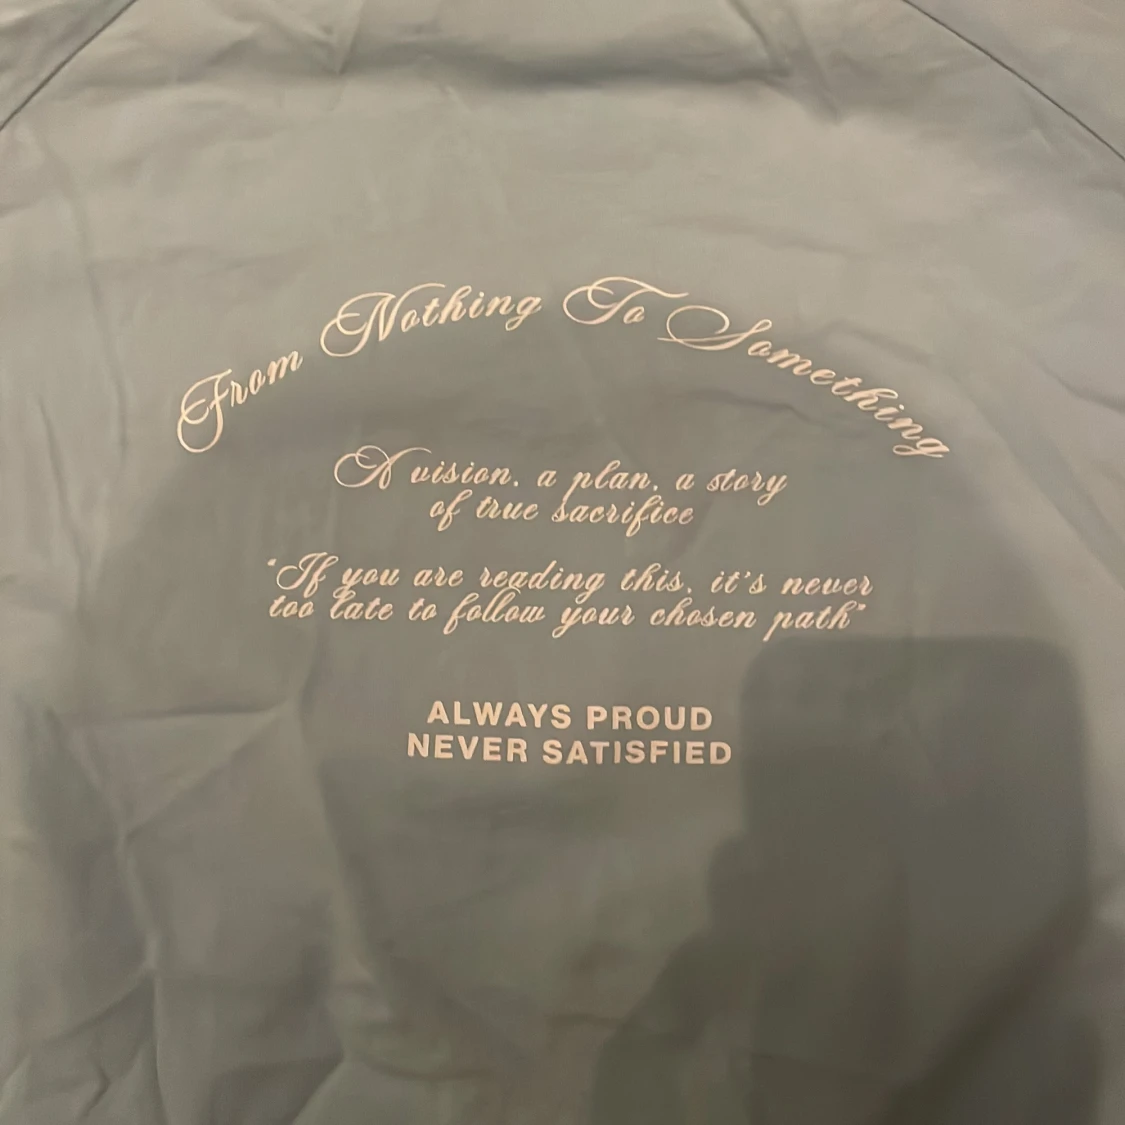 From Nothing To Something
A vision. a plan. a story
of true sacrifice
"If you are reading this, it's never
too late to follow your chosen path"
ALWAYS PROUD
NEVER SATISFIED